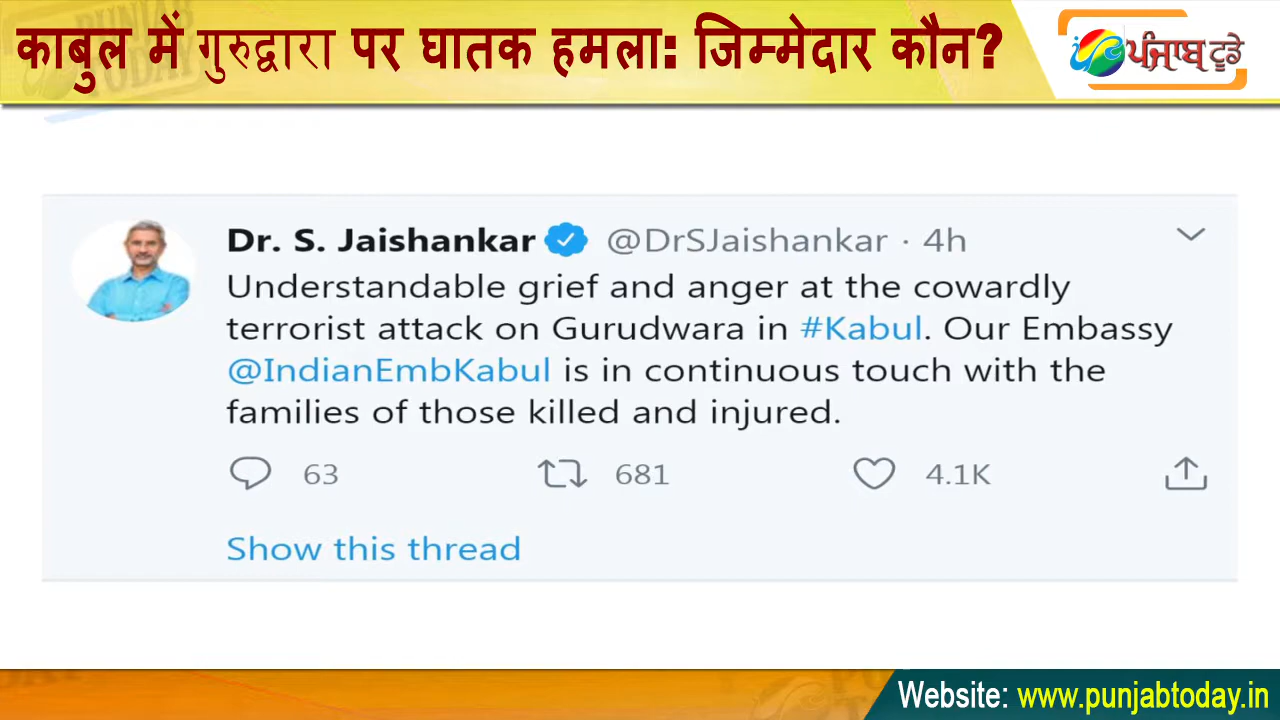 काबुल में गुरुद्वारा पर घातक हमला: जिम्मेदार कौन?
ਪੰਜਾਬ ਟੂਡੇ
Dr. S. Jaishankar @DrSJaishankar · 4h
Understandable grief and anger at the cowardly
terrorist attack on Gurudwara in #Kabul. Our Embassy
@IndianEmbKabul is in continuous touch with the
families of those killed and injured.
63 681 4.1K
Show this thread
Website: www.punjabtoday.in